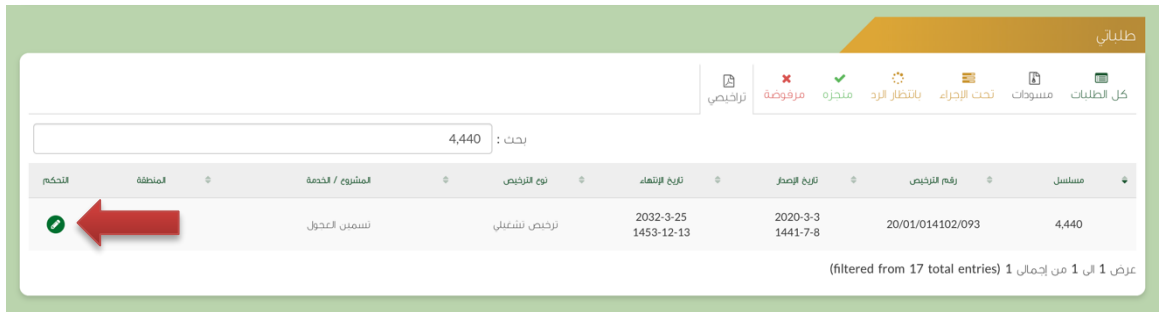 طلباتي
كل الطلبات مسودات تحت الإجراء بانتظار الرد منجزه مرفوضة تراخيصي
بحث : 4,440
مسلسل رقم الترخيص تاريخ الإصدار تاريخ الإنتهاء نوع الترخيص المشروع / الخدمة المنطقة التحكم
4,440 20/01/014102/093 2020-3-3 2032-3-25 ترخيص تشغيلي تسمين العجول
1441-7-8 1453-12-13
عرض 1 الى 1 من إجمالى 1 (filtered from 17 total entries)